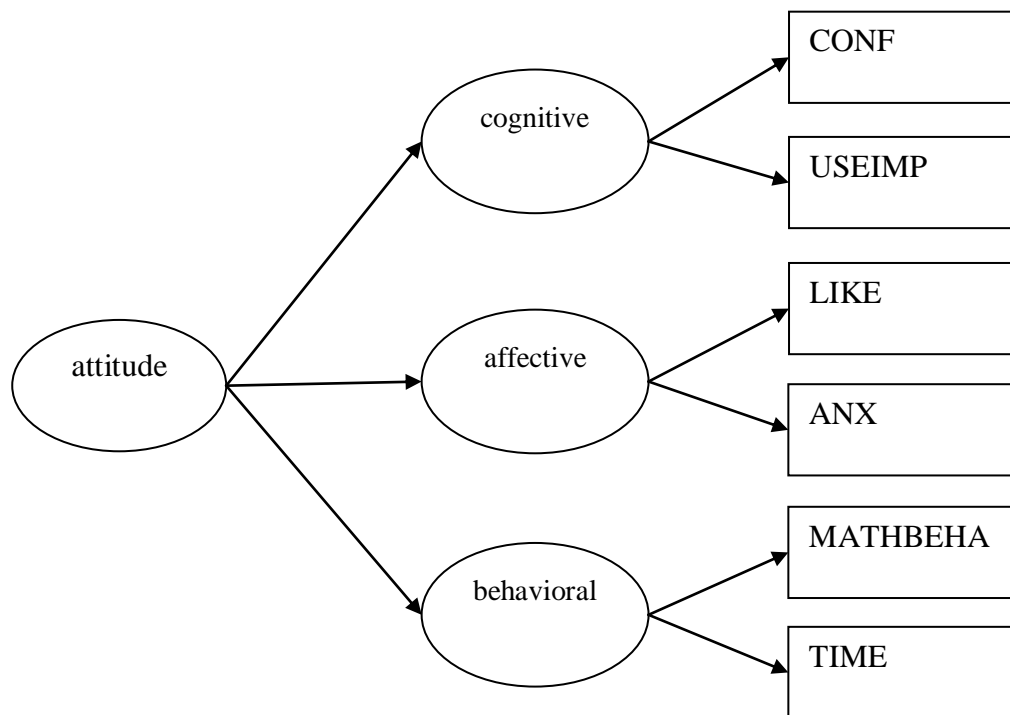 CONF
cognitive
USEIMP
LIKE
attitude
affective
ANX
MATHBEHA
behavioral
TIME